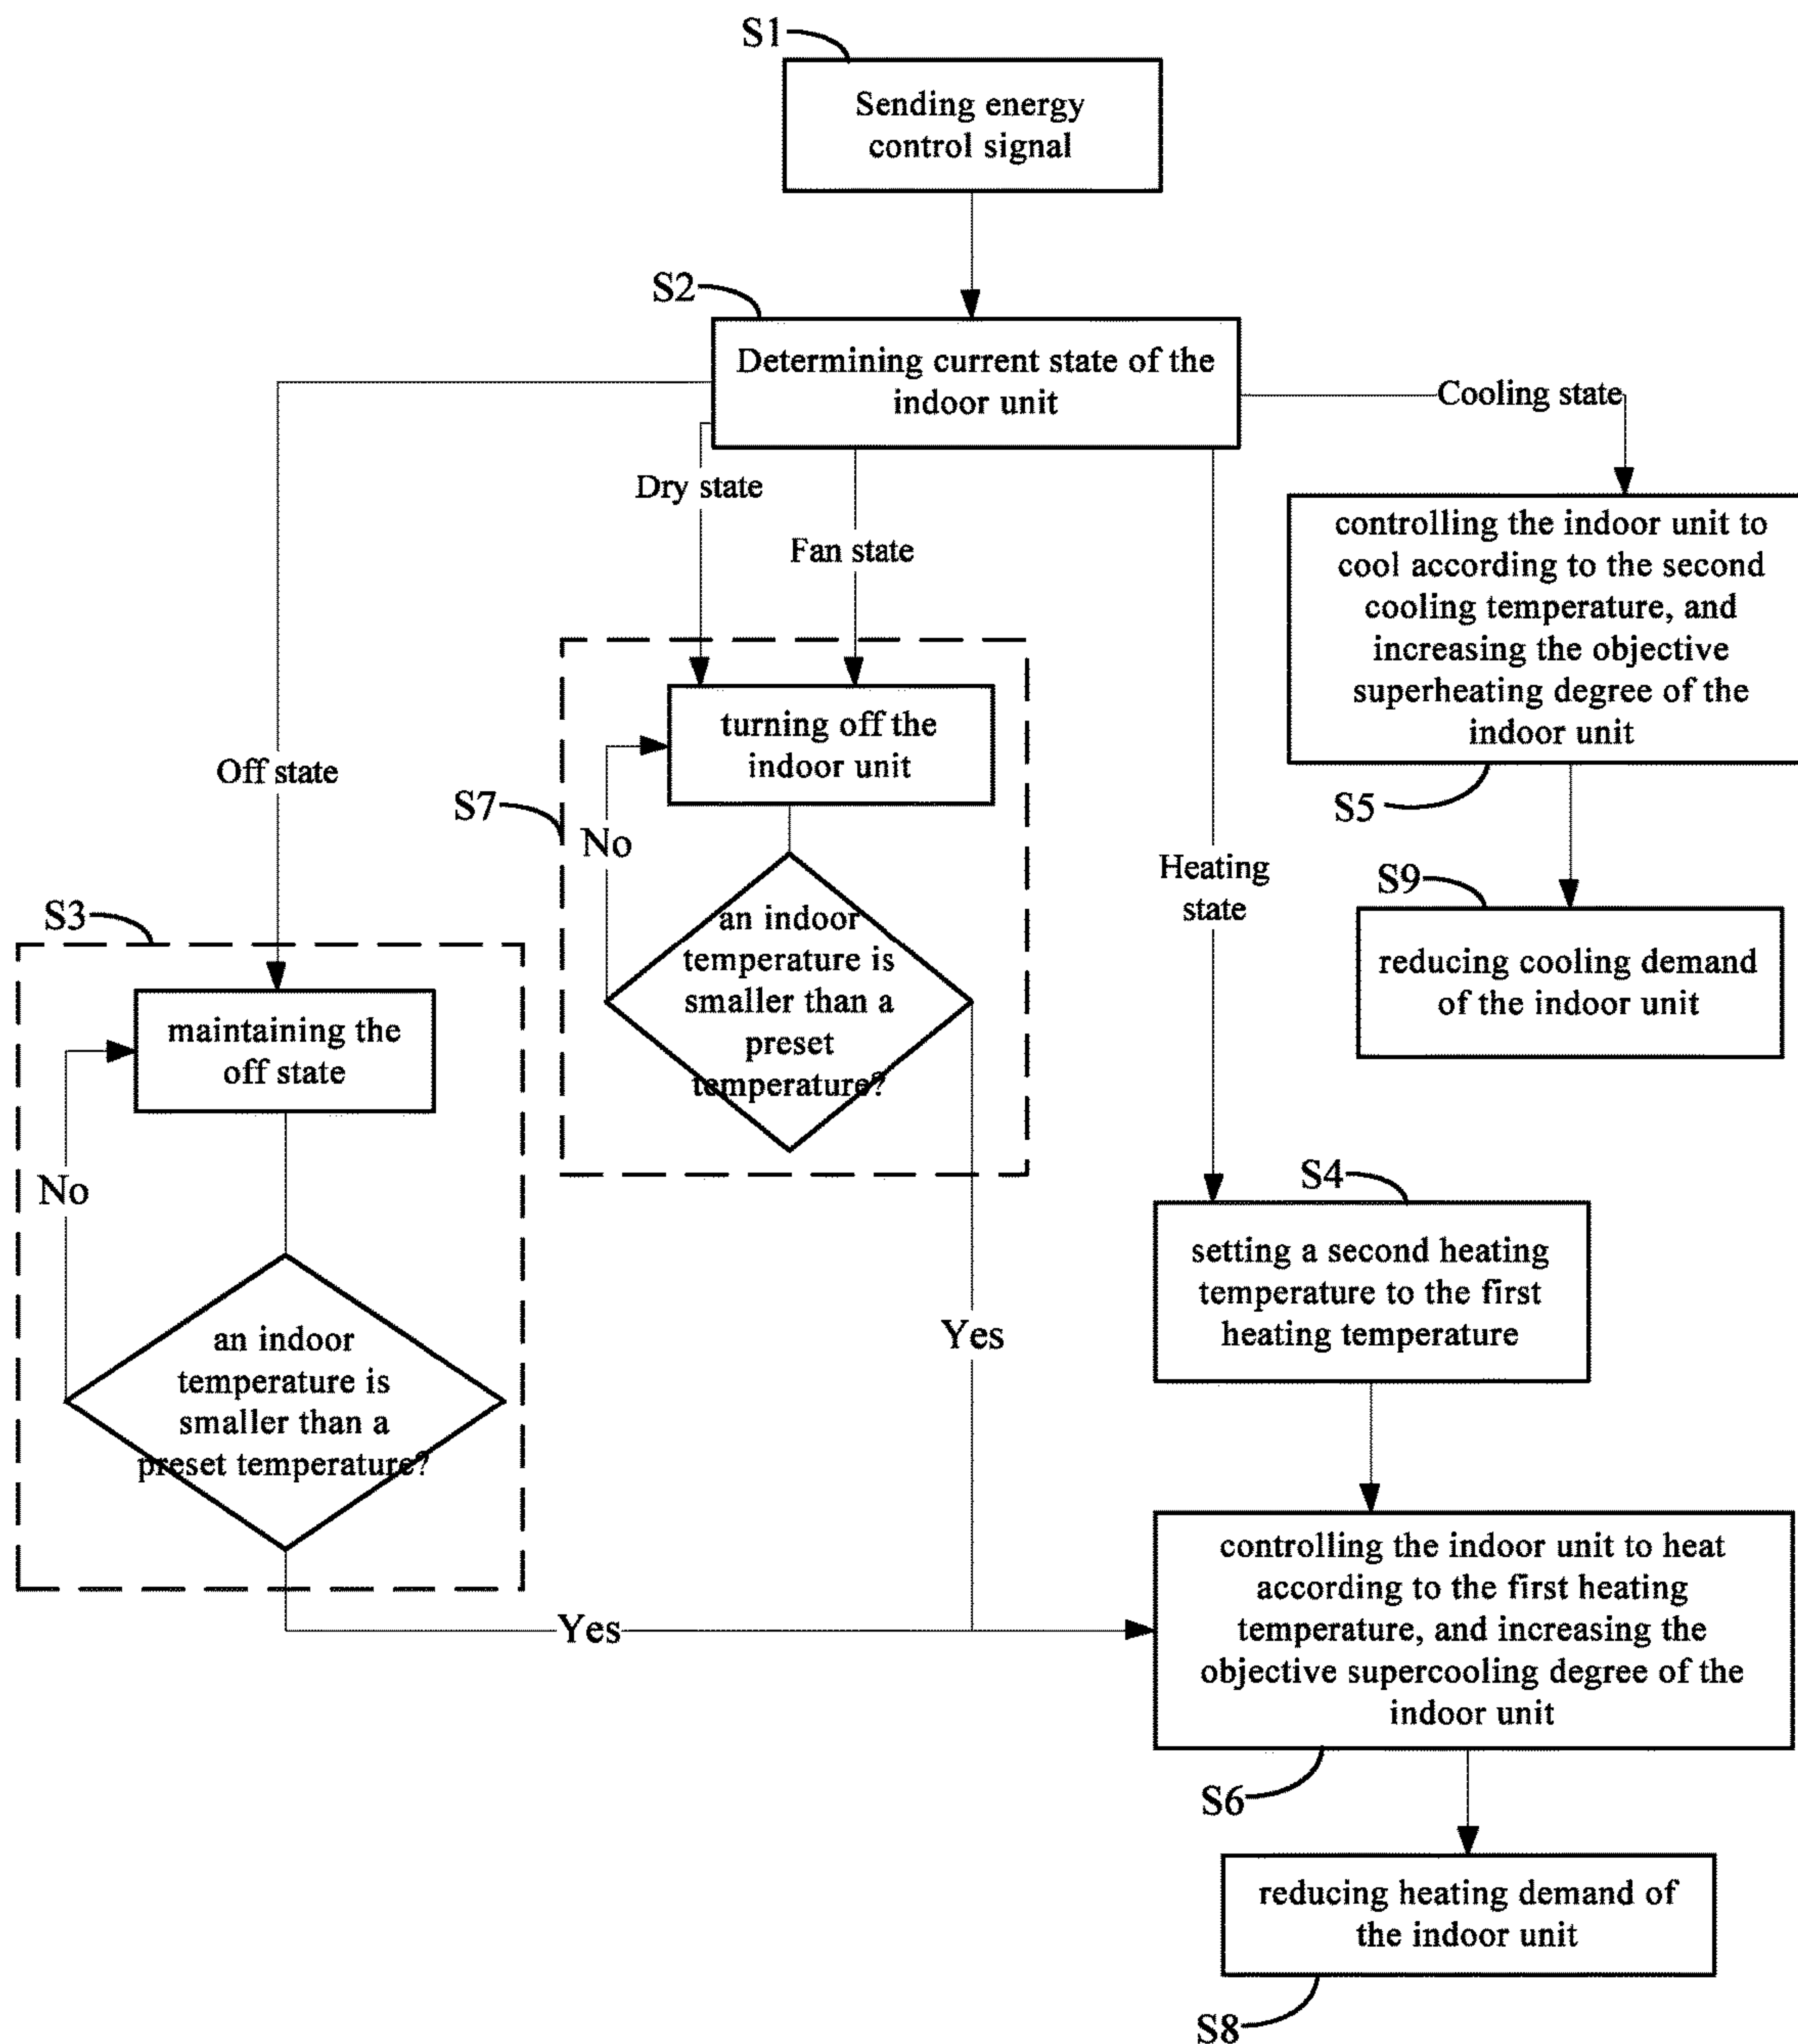 S1
Sending energy
control signal
S2
Determining current state of the
indoor unit
Cooling state
Dry state
Fan state
controlling the indoor unit to
cool according to the second
cooling temperature, and
increasing the objective
superheating degree of the
indoor unit
S5
turning off the
indoor unit
Off state
S7
No
an indoor
temperature is
smaller than a
preset
temperature?
Heating
state
S9
reducing cooling demand
of the indoor unit
S3
maintaining the
off state
No
an indoor
temperature is
smaller than a
preset temperature?
Yes
S4
setting a second heating
temperature to the first
heating temperature
Yes
controlling the indoor unit to heat
according to the first heating
temperature, and increasing the
objective supercooling degree of the
indoor unit
S6
reducing heating demand of
the indoor unit
S8